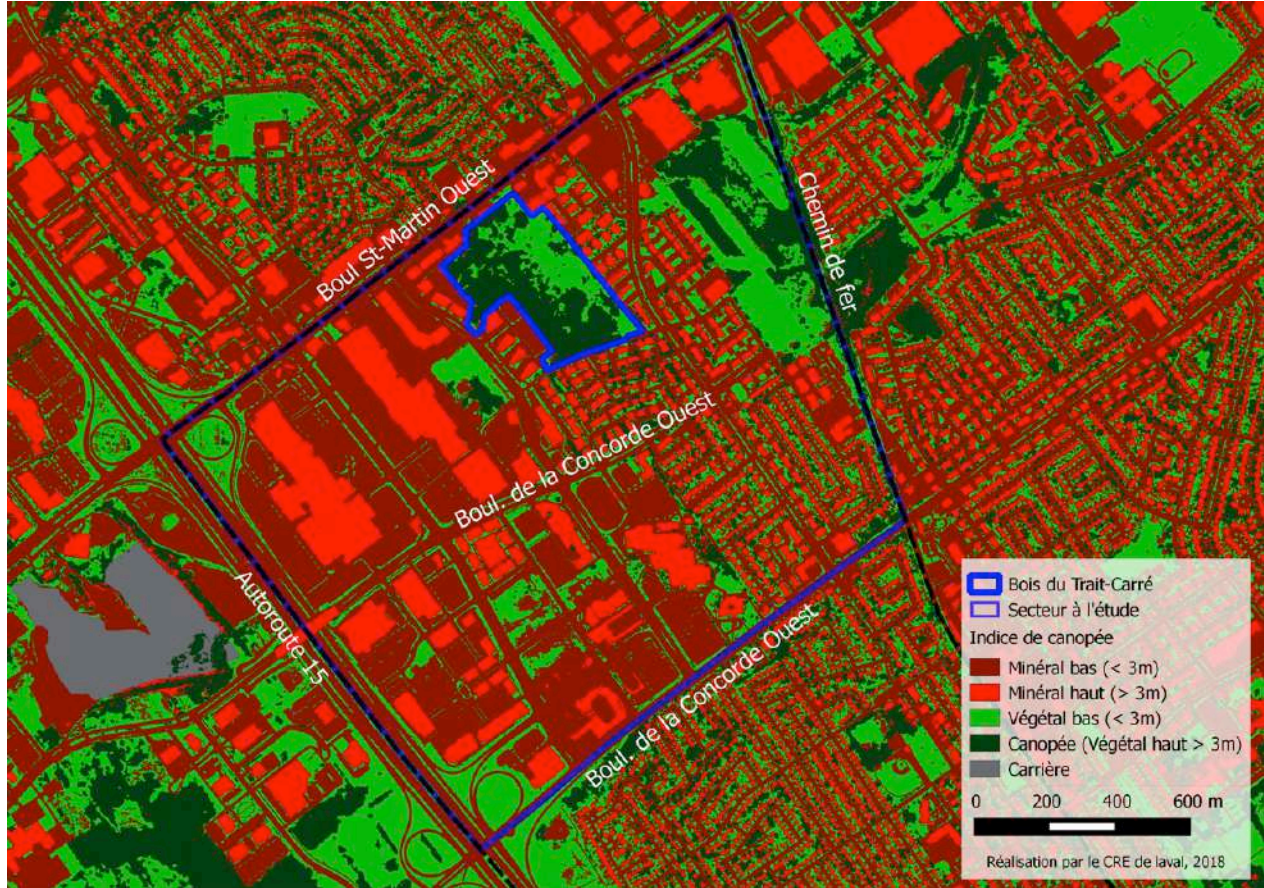 Boul St-Martin Ouest
Chemin de fer
Boul. de la Concorde Ouest
Autoroute 15
Boul. de la Concorde Ouest
Bois du Trait-Carré
Secteur à l'étude
Indice de canopée
Minéral bas (< 3m)
Minéral haut (> 3m)
Végétal bas (< 3m)
Canopée (Végétal haut > 3m)
Carrière
0 200 400 600 m
Réalisation par le CRE de laval, 2018